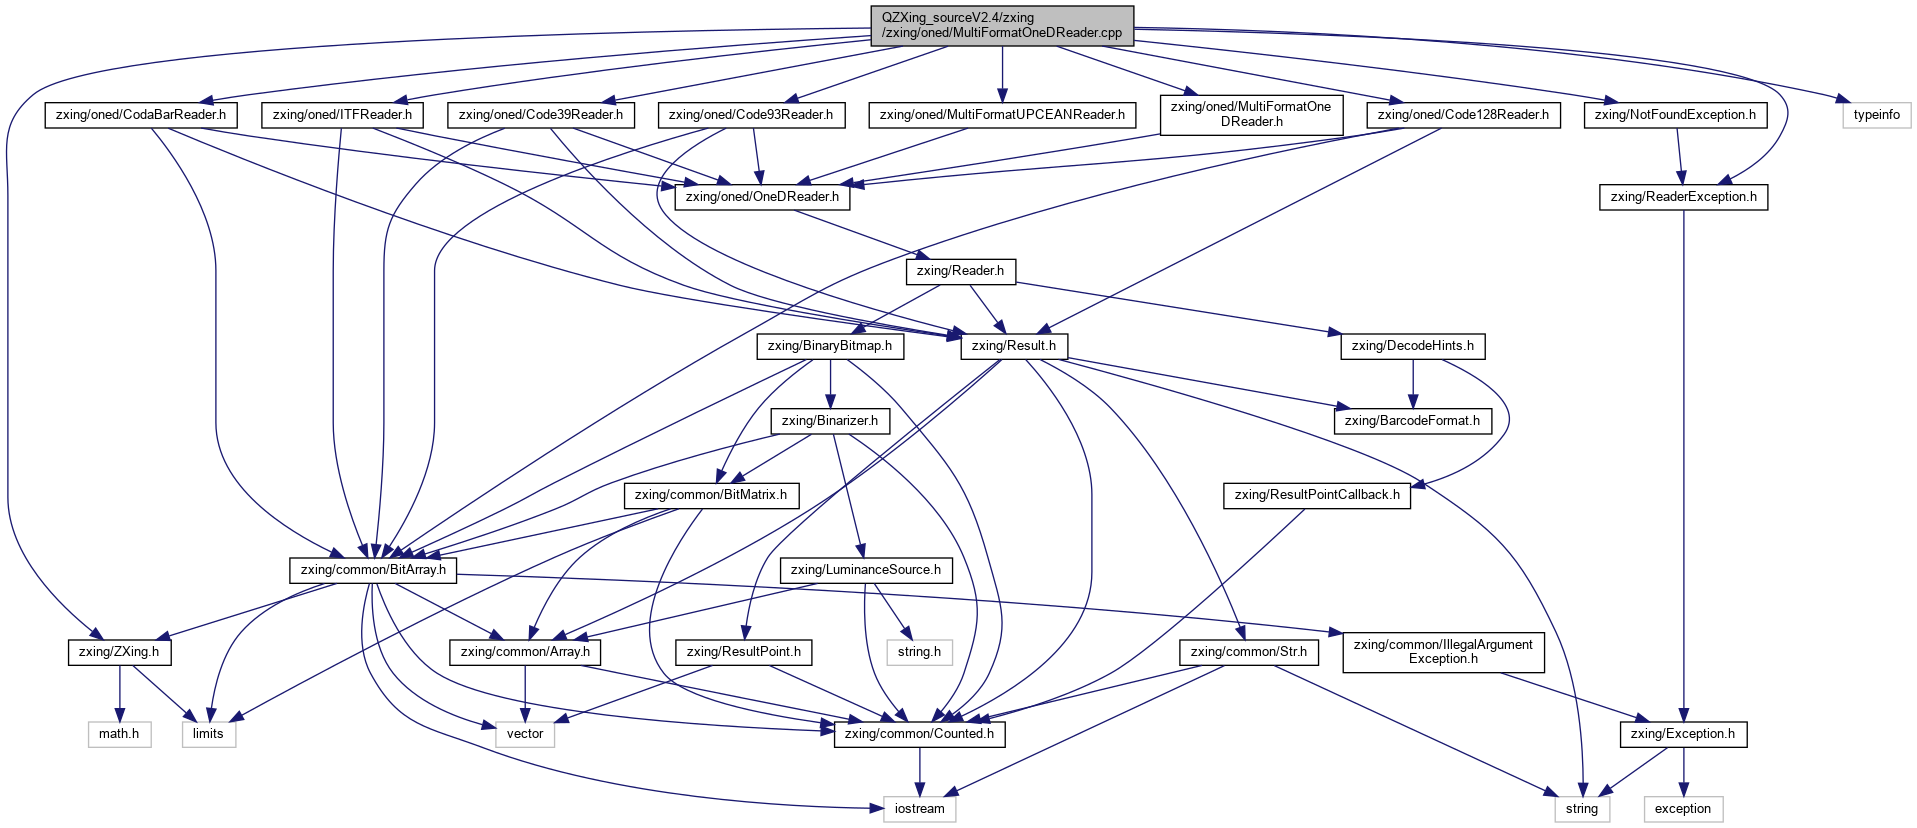 QZXing_sourceV2.4/zxing
/zxing/oned/MultiFormatOneDReader.cpp
zxing/oned/CodaBarReader.h
zxing/oned/ITFReader.h
zxing/oned/Code39Reader.h
zxing/oned/Code93Reader.h
zxing/oned/MultiFormatUPCEANReader.h
zxing/oned/MultiFormatOne
DReader.h
zxing/oned/Code128Reader.h
zxing/NotFoundException.h
typeinfo
zxing/oned/OneDReader.h
zxing/ReaderException.h
zxing/Reader.h
zxing/BinaryBitmap.h
zxing/Result.h
zxing/DecodeHints.h
zxing/Binarizer.h
zxing/BarcodeFormat.h
zxing/common/BitMatrix.h
zxing/ResultPointCallback.h
zxing/common/BitArray.h
zxing/LuminanceSource.h
zxing/ZXing.h
zxing/common/Array.h
zxing/ResultPoint.h
string.h
zxing/common/Str.h
zxing/common/IllegalArgument
Exception.h
math.h
limits
vector
zxing/common/Counted.h
zxing/Exception.h
iostream
string
exception